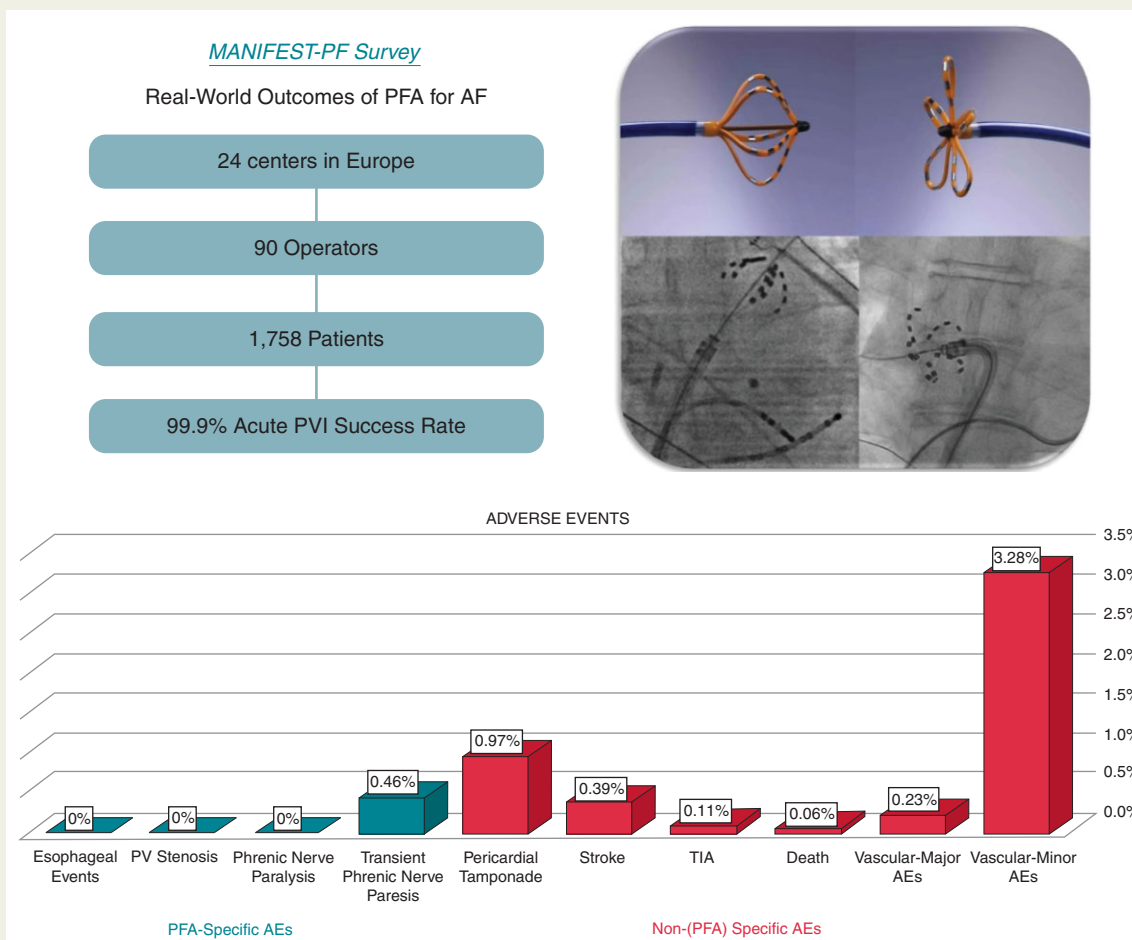 MANIFEST-PF Survey
Real-World Outcomes of PFA for AF
24 centers in Europe
90 Operators
1,758 Patients
99.9% Acute PVI Success Rate
ADVERSE EVENTS
3.5%
3.0%
2.5%
2.0%
1.5%
1.0%
0.5%
0.0%
0%
0%
0%
0.46%
0.97%
0.39%
0.11%
0.06%
0.23%
3.28%
Esophageal
Events
PV Stenosis
Phrenic Nerve
Paralysis
Transient
Phrenic Nerve
Paresis
Pericardial
Tamponade
Stroke
TIA
Death
Vascular-Major
AEs
Vascular-Minor
AEs
PFA-Specific AEs
Non-(PFA) Specific AEs